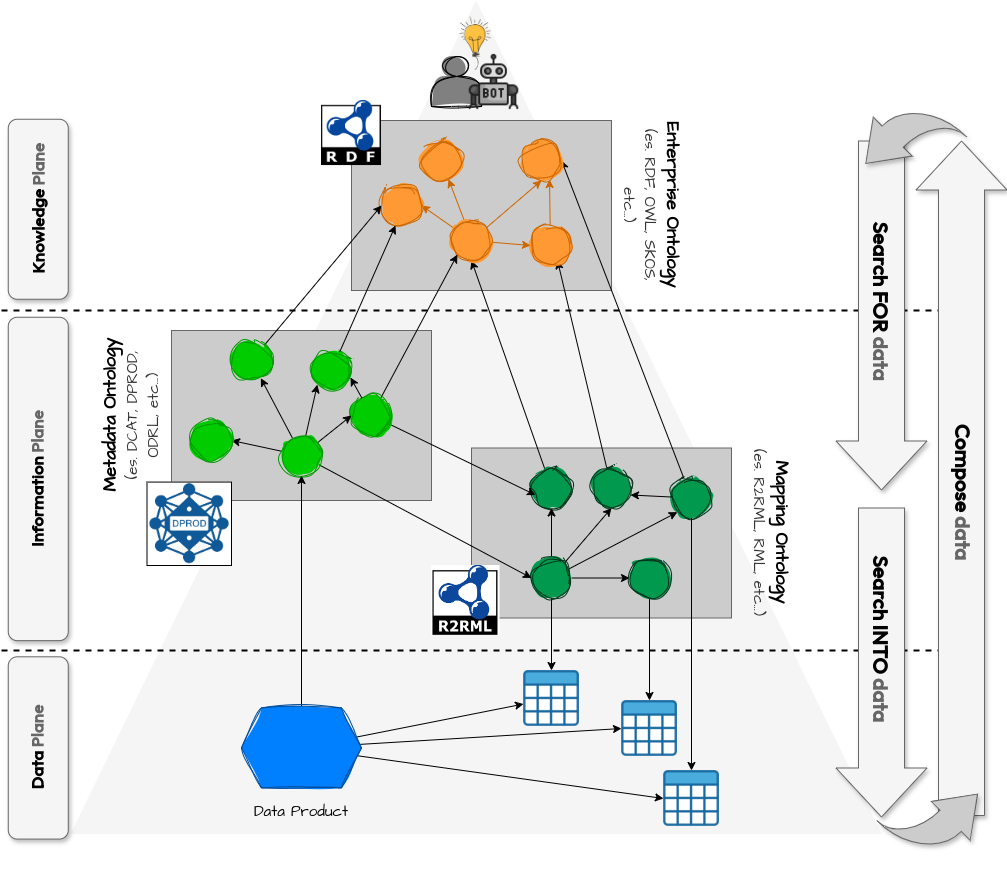 BOT
R D F
Enterprise Ontology
(es. RDF, OWL, SKOS,
etc...)
Knowledge Plane
Search FOR data
Metadata Ontology
(es. DCAT, DPROD,
ODRL, etc...)
Information Plane
DPROD
Mapping Ontology
(es. R2RML, RML, etc...)
R2RML
Compose data
Search INTO data
Data Plane
Data Product